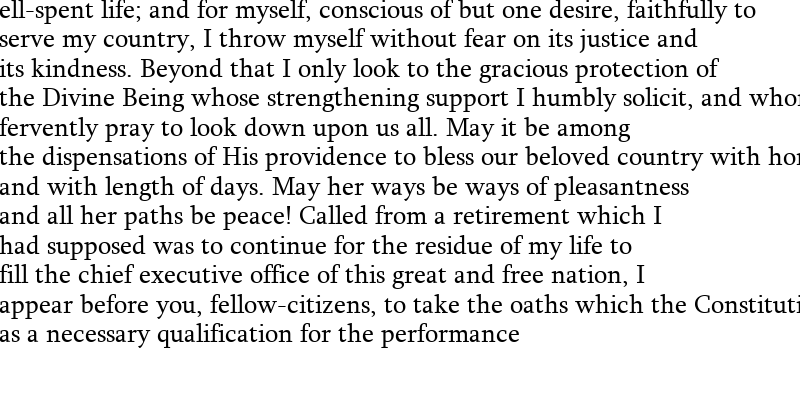 ell-spent life; and for myself, conscious of but one desire, faithfully to
serve my country, I throw myself without fear on its justice and
its kindness. Beyond that I only look to the gracious protection of
the Divine Being whose strengthening support I humbly solicit, and who
fervently pray to look down upon us all. May it be among
the dispensations of His providence to bless our beloved country with ho
and with length of days. May her ways be ways of pleasantness
and all her paths be peace! Called from a retirement which I
had supposed was to continue for the residue of my life to
fill the chief executive office of this great and free nation, I
appear before you, fellow-citizens, to take the oaths which the Constituti
as a necessary qualification for the performance